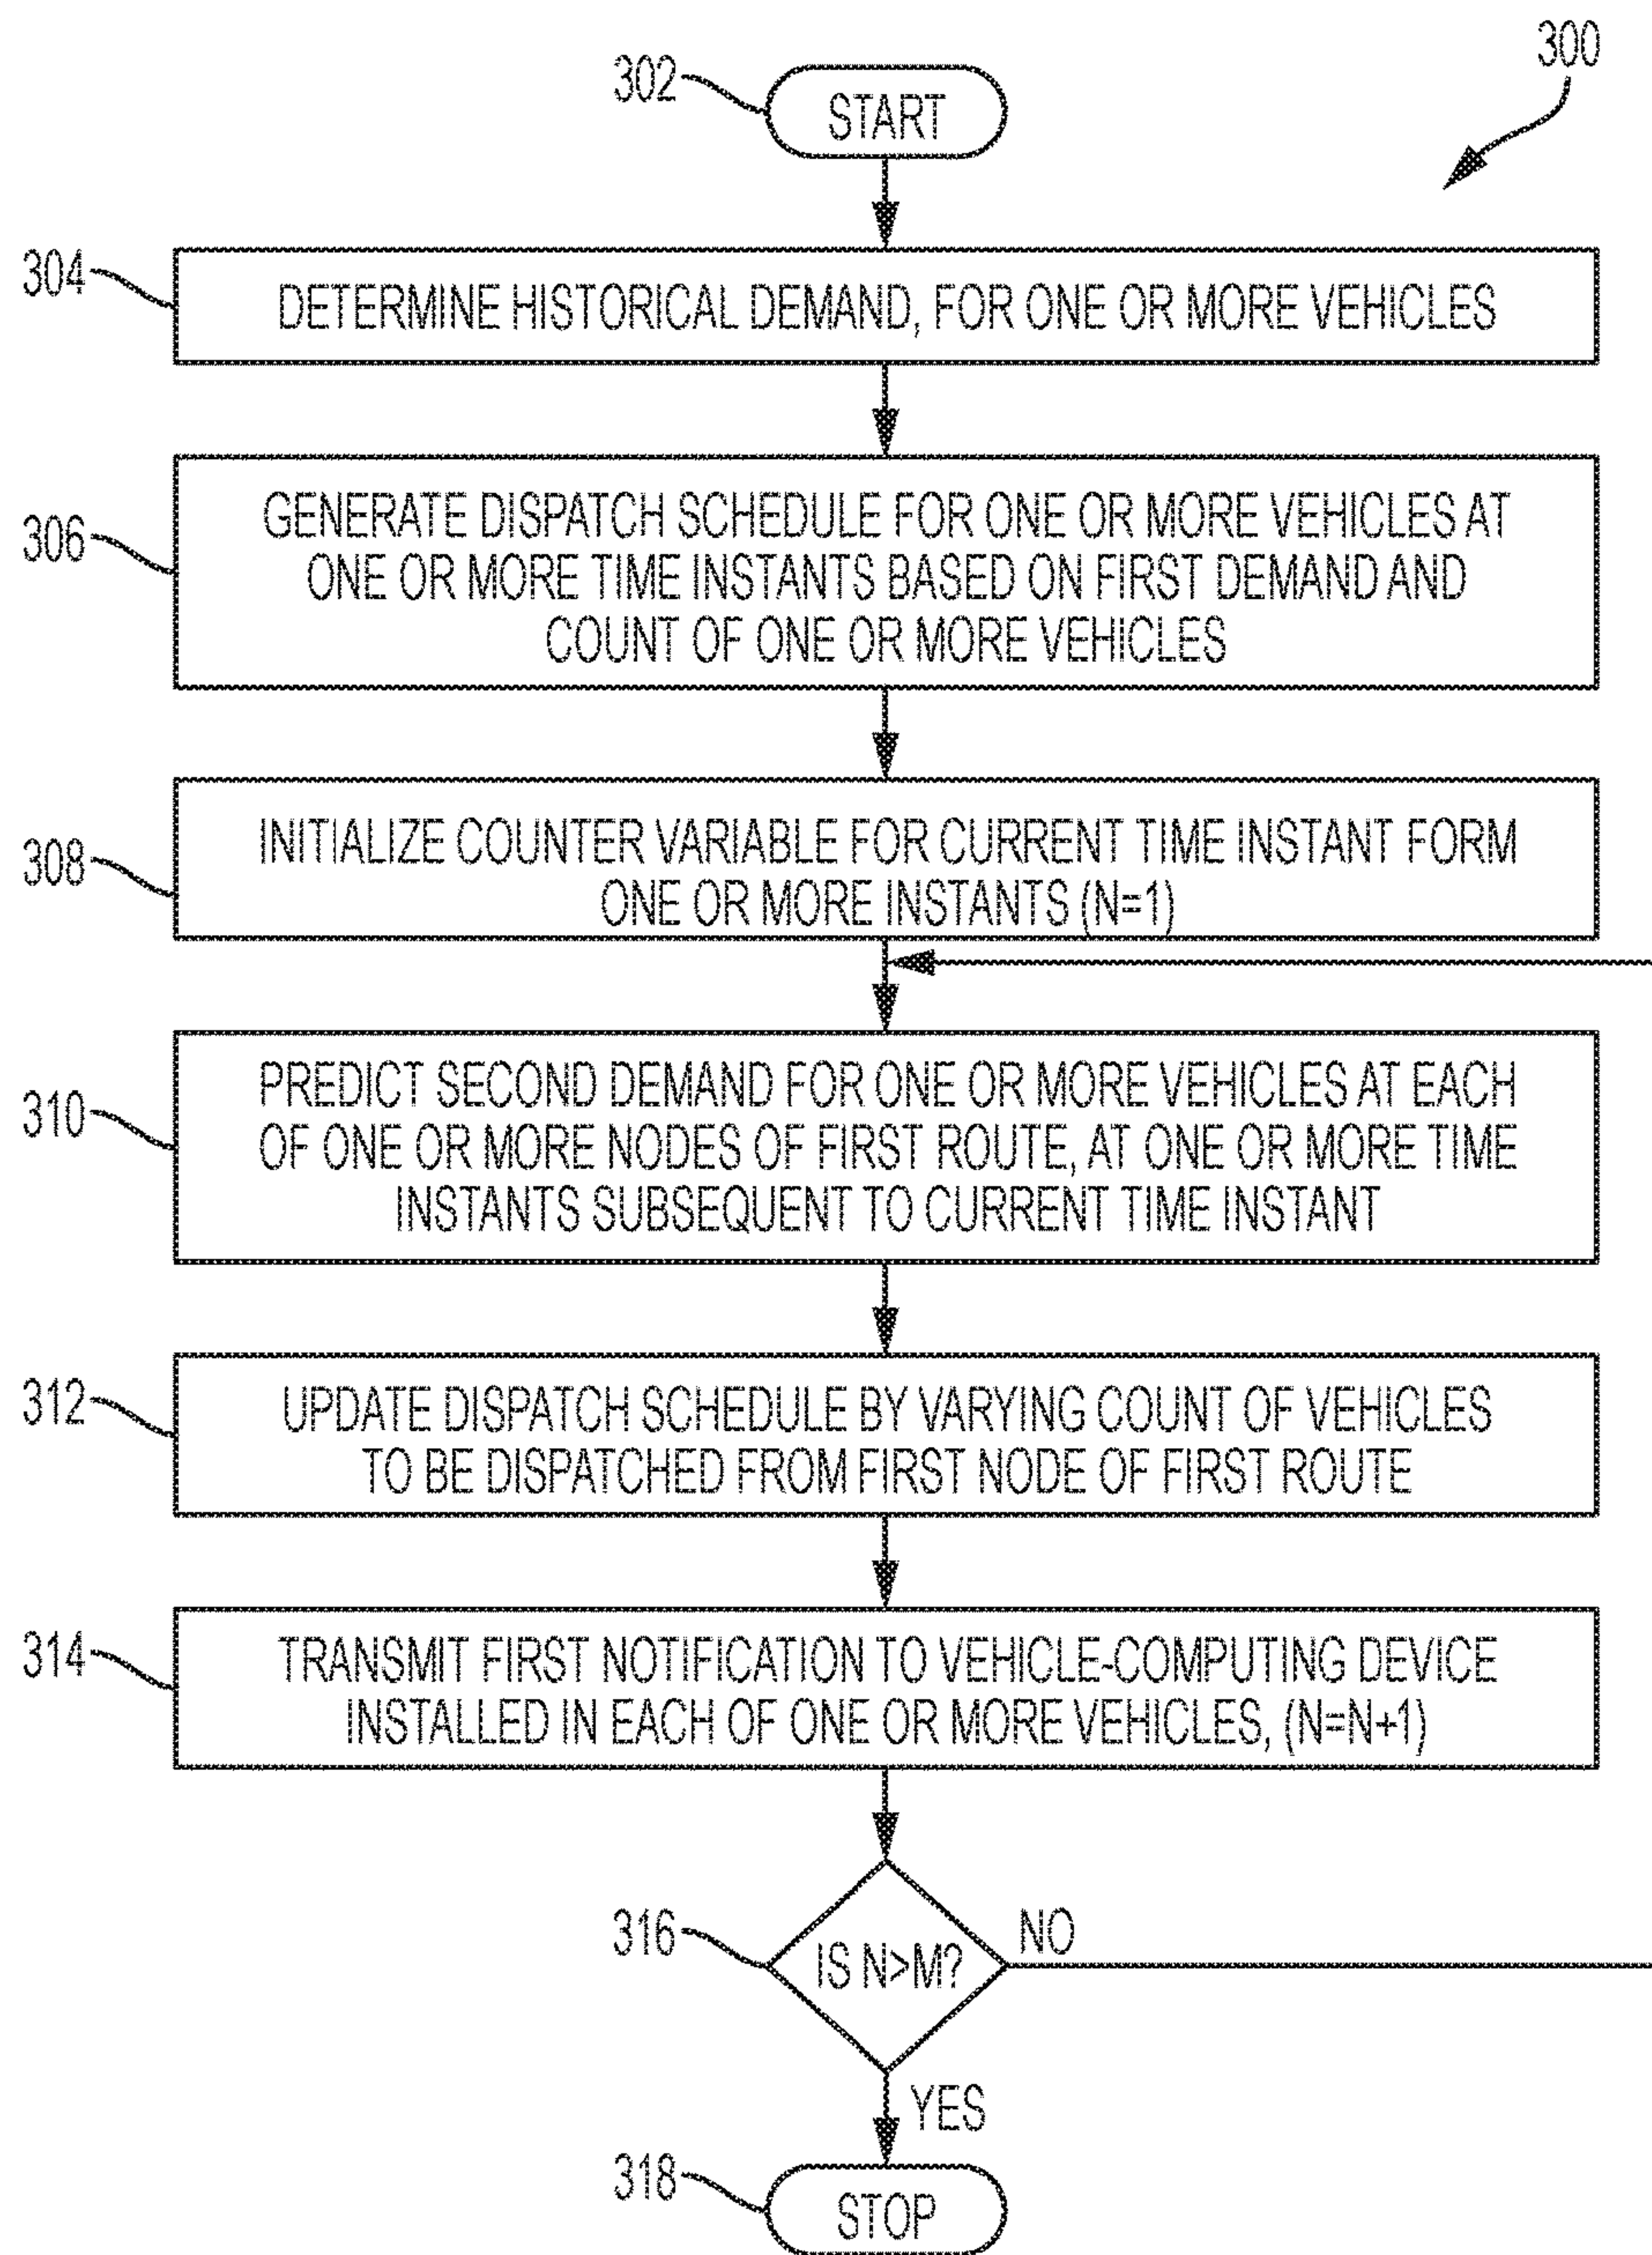 300
302
START
304
DETERMINE HISTORICAL DEMAND, FOR ONE OR MORE VEHICLES
306
GENERATE DISPATCH SCHEDULE FOR ONE OR MORE VEHICLES AT
ONE OR MORE TIME INSTANTS BASED ON FIRST DEMAND AND
COUNT OF ONE OR MORE VEHICLES
308
INITIALIZE COUNTER VARIABLE FOR CURRENT TIME INSTANT FORM
ONE OR MORE INSTANTS (N=1)
310
PREDICT SECOND DEMAND FOR ONE OR MORE VEHICLES AT EACH
OF ONE OR MORE NODES OF FIRST ROUTE, AT ONE OR MORE TIME
INSTANTS SUBSEQUENT TO CURRENT TIME INSTANT
312
UPDATE DISPATCH SCHEDULE BY VARYING COUNT OF VEHICLES
TO BE DISPATCHED FROM FIRST NODE OF FIRST ROUTE
314
TRANSMIT FIRST NOTIFICATION TO VEHICLE-COMPUTING DEVICE
INSTALLED IN EACH OF ONE OR MORE VEHICLES, (N=N+1)
316
IS N>M?
NO
YES
318
STOP